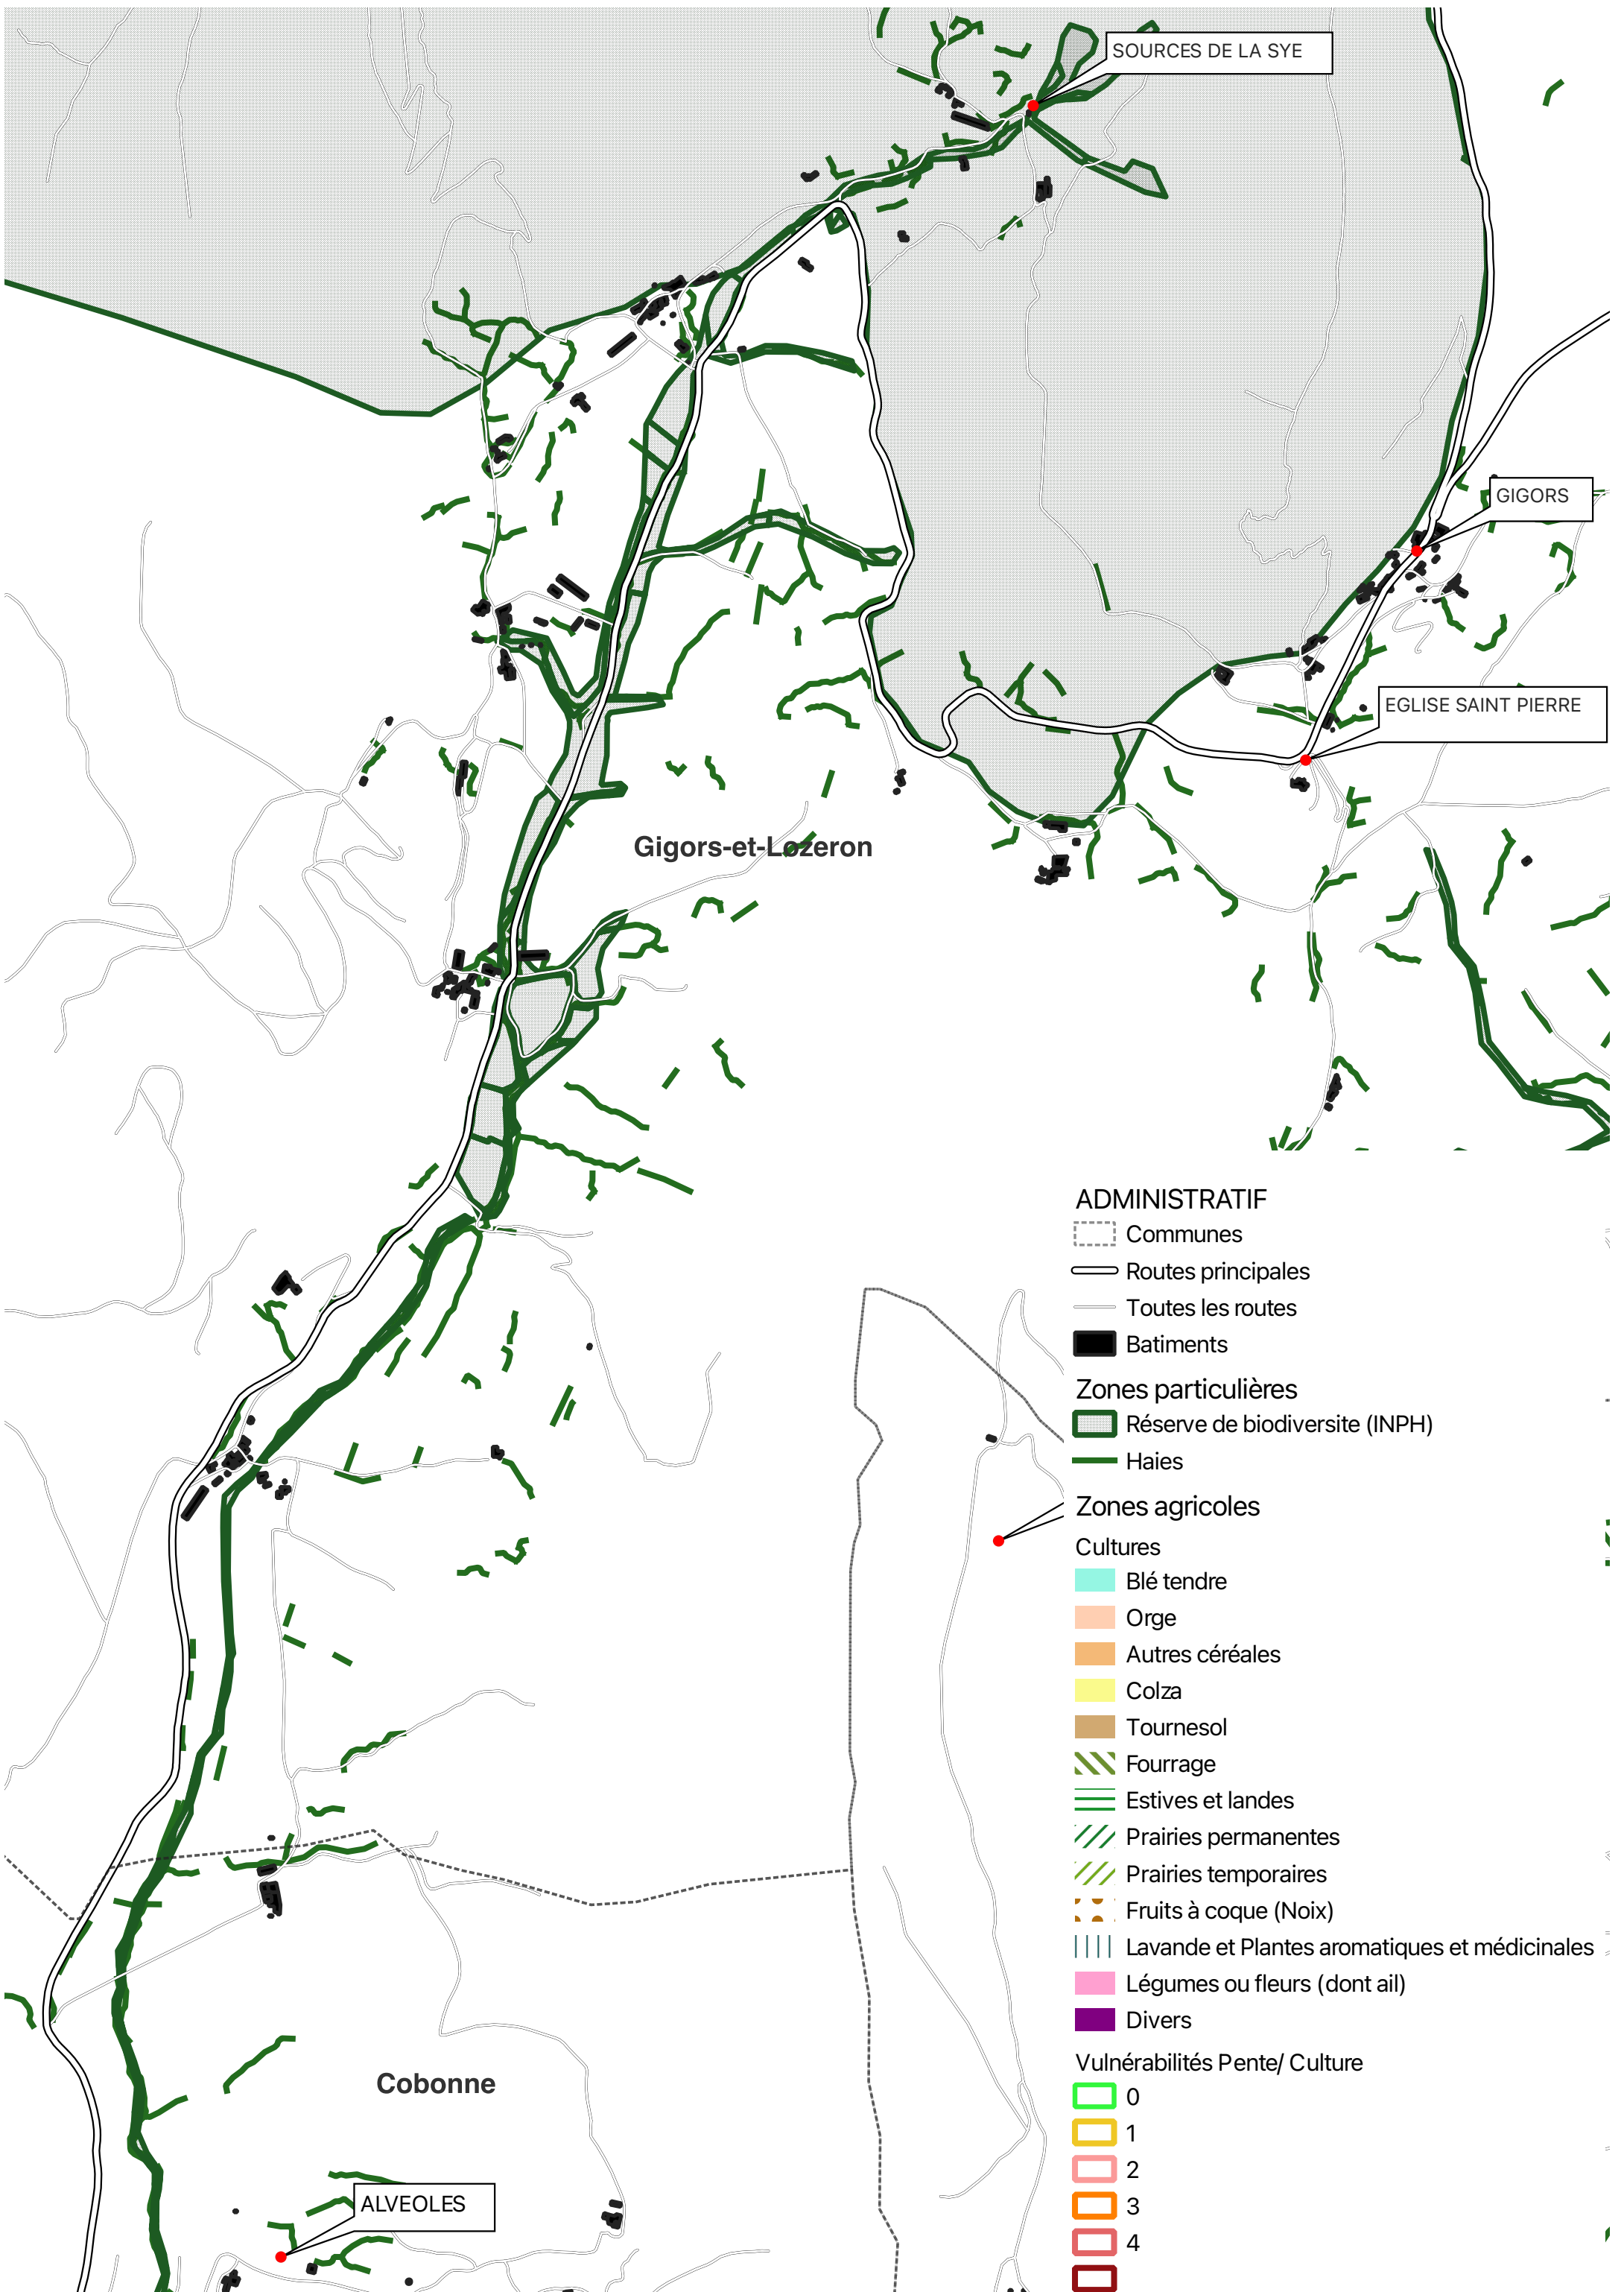 SOURCES DE LA SYE
GIGORS
EGLISE SAINT PIERRE
Gigors-et-Lozeron
ADMINISTRATIF
Communes
Routes principales
Toutes les routes
Batiments
Zones particulières
Réserve de biodiversite (INPH)
Haies
Zones agricoles
Cultures
Blé tendre
Orge
Autres céréales
Colza
Tournesol
Fourrage
Estives et landes
Prairies permanentes
Prairies temporaires
Fruits à coque (Noix)
Lavande et Plantes aromatiques et médicinales
Légumes ou fleurs (dont ail)
Divers
Vulnérabilités Pente/ Culture
0
1
2
3
4
Cobonne
ALVEOLES